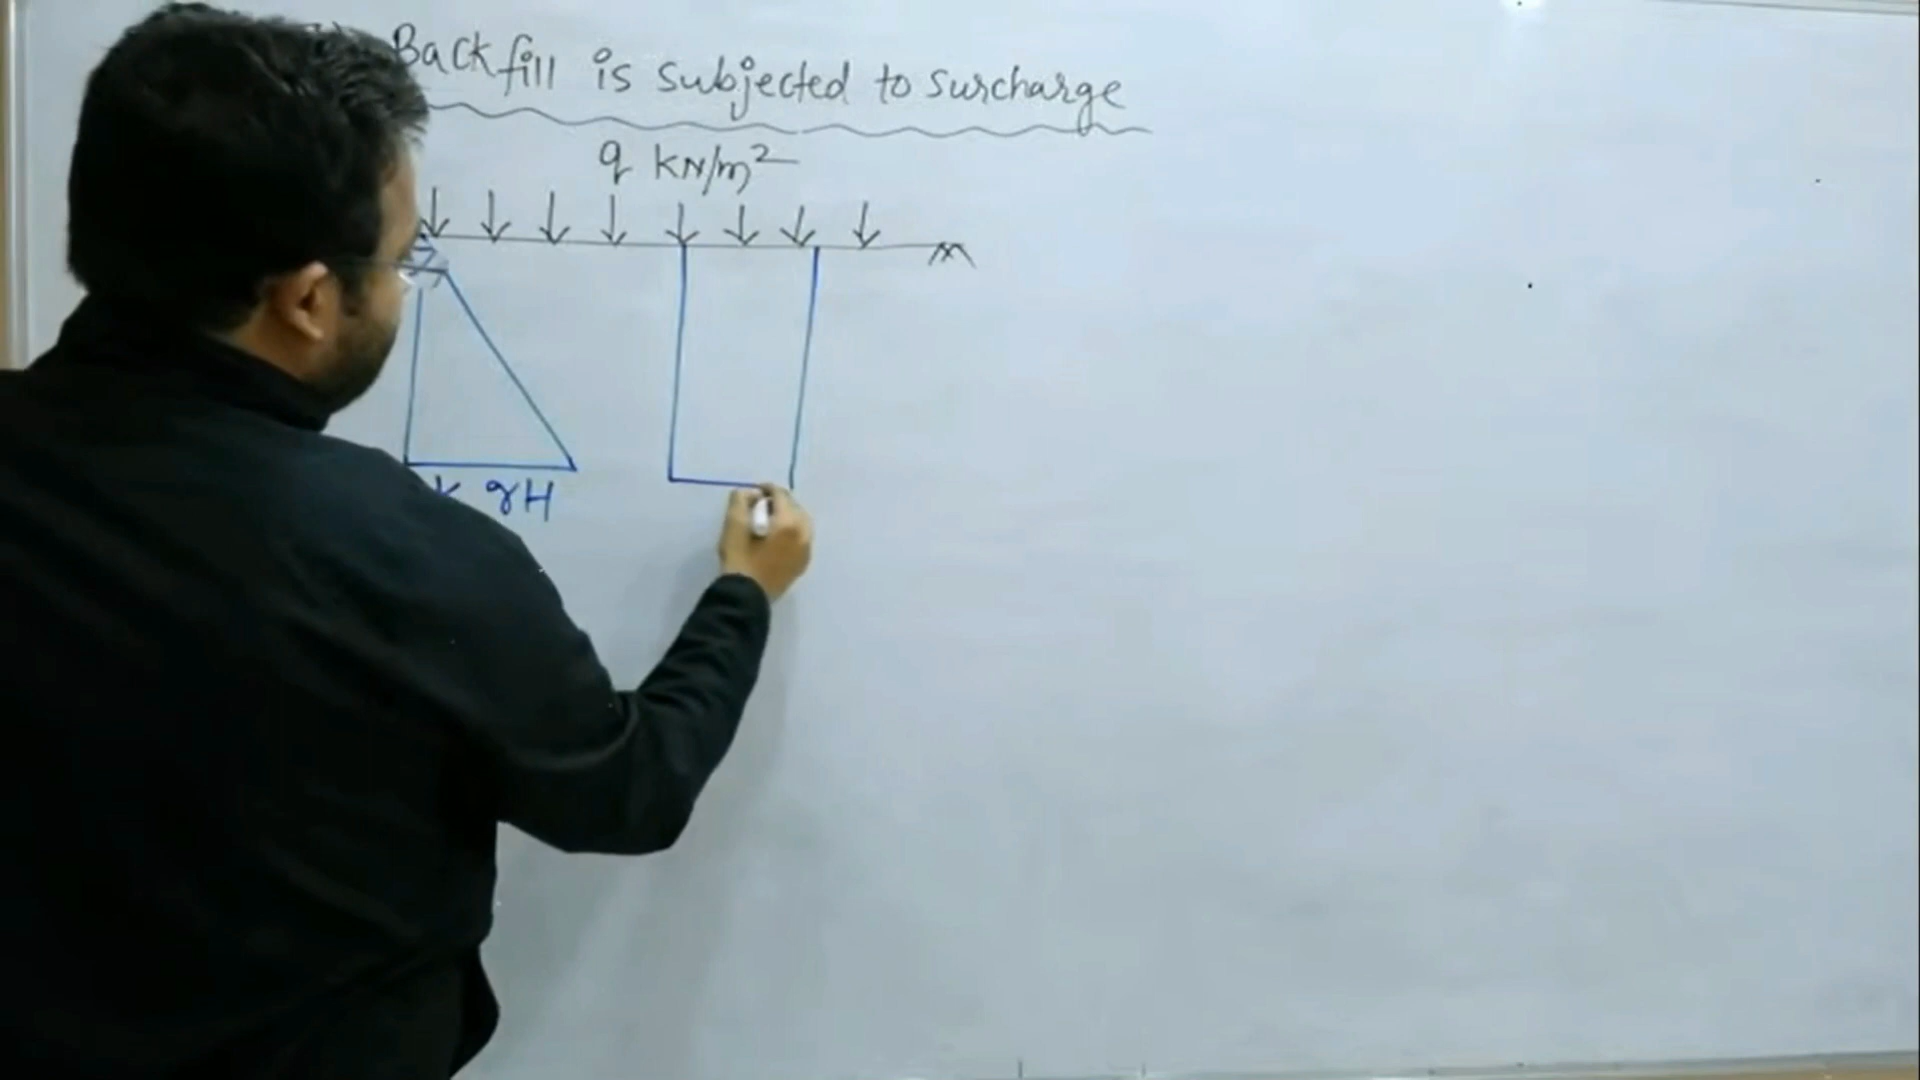 Backfill is subjected to surcharge
q kN/m²
γH